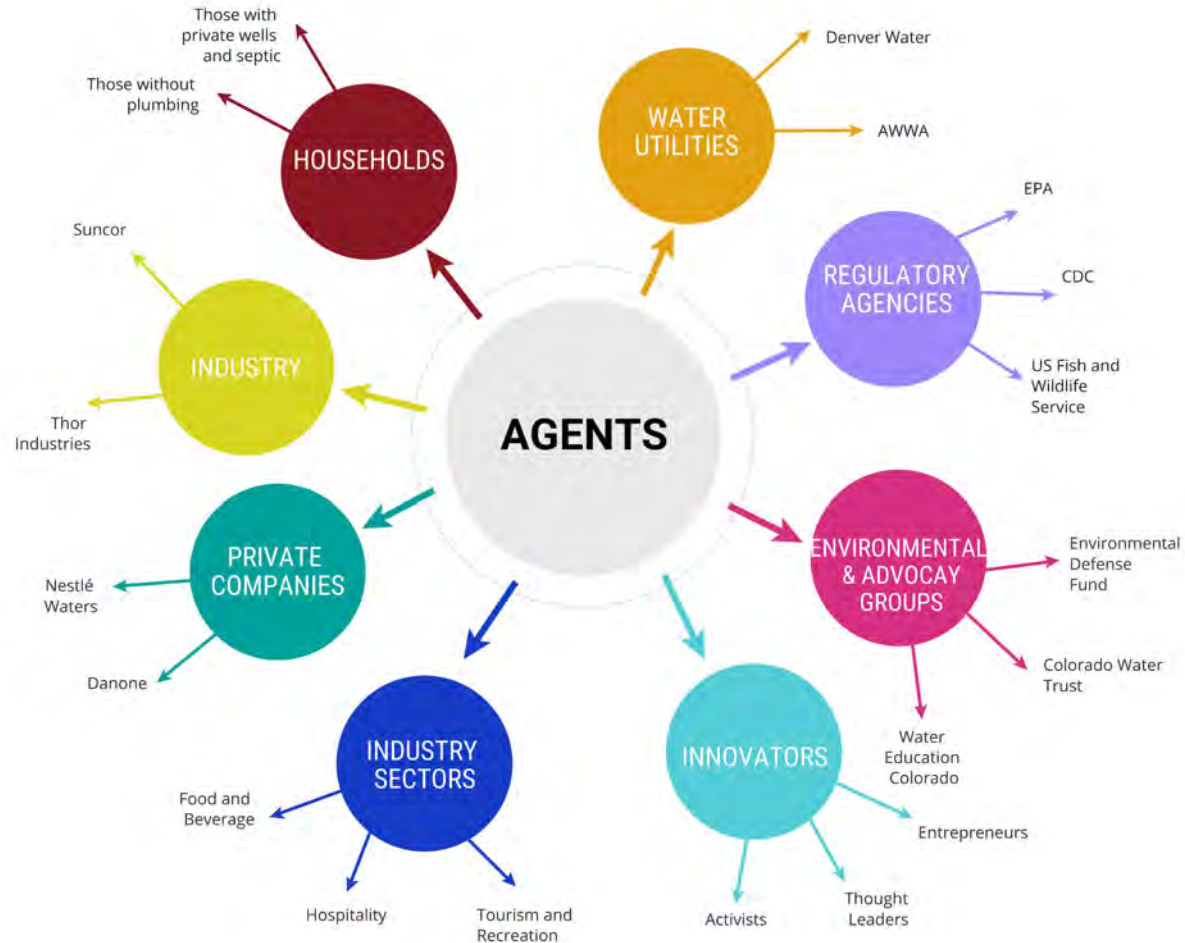 Those with
private wells
and septic
Those without
plumbing
HOUSEHOLDS
WATER
UTILITIES
Denver Water
AWWA
EPA
REGULATORY
AGENCIES
CDC
US Fish and
Wildlife
Service
Suncor
INDUSTRY
Thor
Industries
AGENTS
PRIVATE
COMPANIES
Nestlé
Waters
Danone
ENVIRONMENTAL
& ADVOCAY
GROUPS
Environmental
Defense
Fund
Colorado Water
Trust
Water
Education
Colorado
INDUSTRY
SECTORS
Food and
Beverage
Hospitality
Tourism and
Recreation
INNOVATORS
Entrepreneurs
Thought
Leaders
Activists